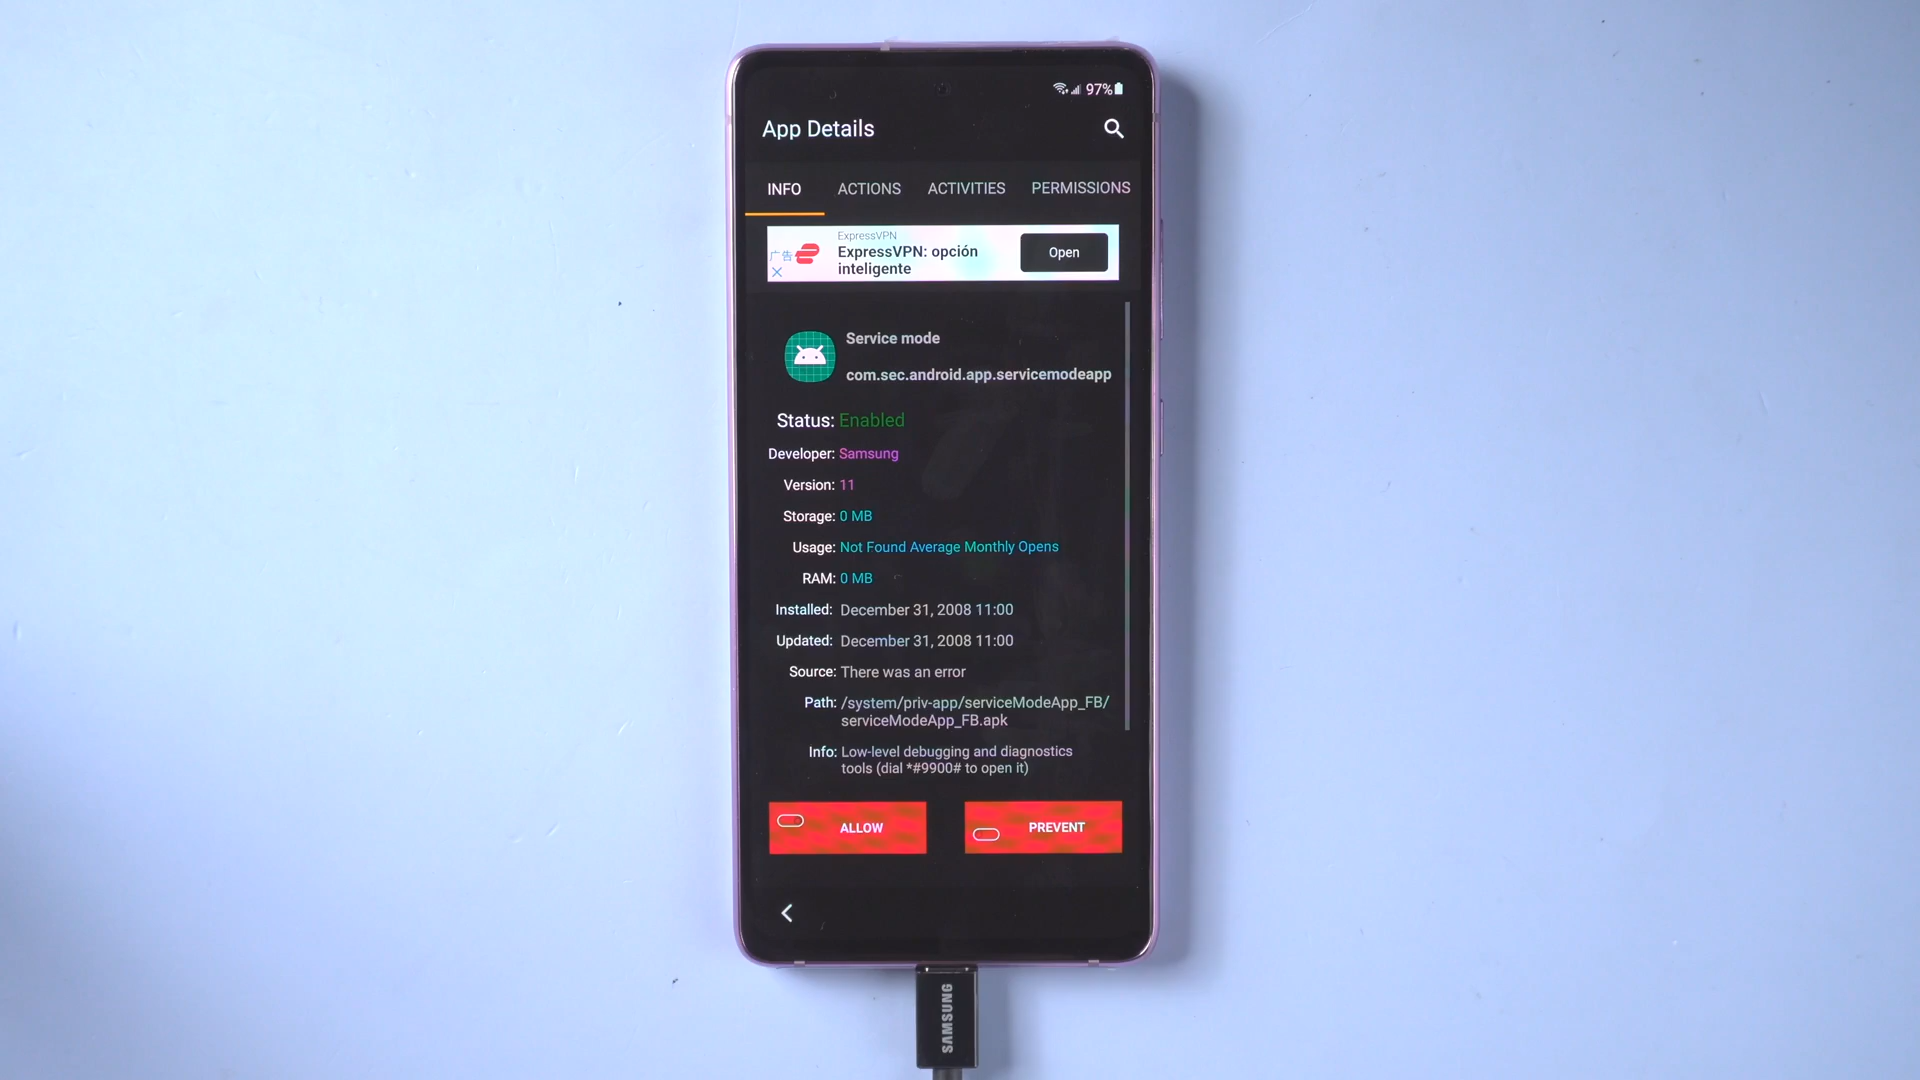 97%
App Details
INFO ACTIONS ACTIVITIES PERMISSIONS
ExpressVPN
广告
ExpressVPN: opción
inteligente
Open
Service mode
com.sec.android.app.servicemodeapp
Status: Enabled
Developer: Samsung
Version: 11
Storage: 0 MB
Usage: Not Found Average Monthly Opens
RAM: 0 MB
Installed: December 31, 2008 11:00
Updated: December 31, 2008 11:00
Source: There was an error
Path: /system/priv-app/serviceModeApp_FB/
serviceModeApp_FB.apk
Info: Low-level debugging and diagnostics
tools (dial *#9900# to open it)
ALLOW
PREVENT
SAMSUNG